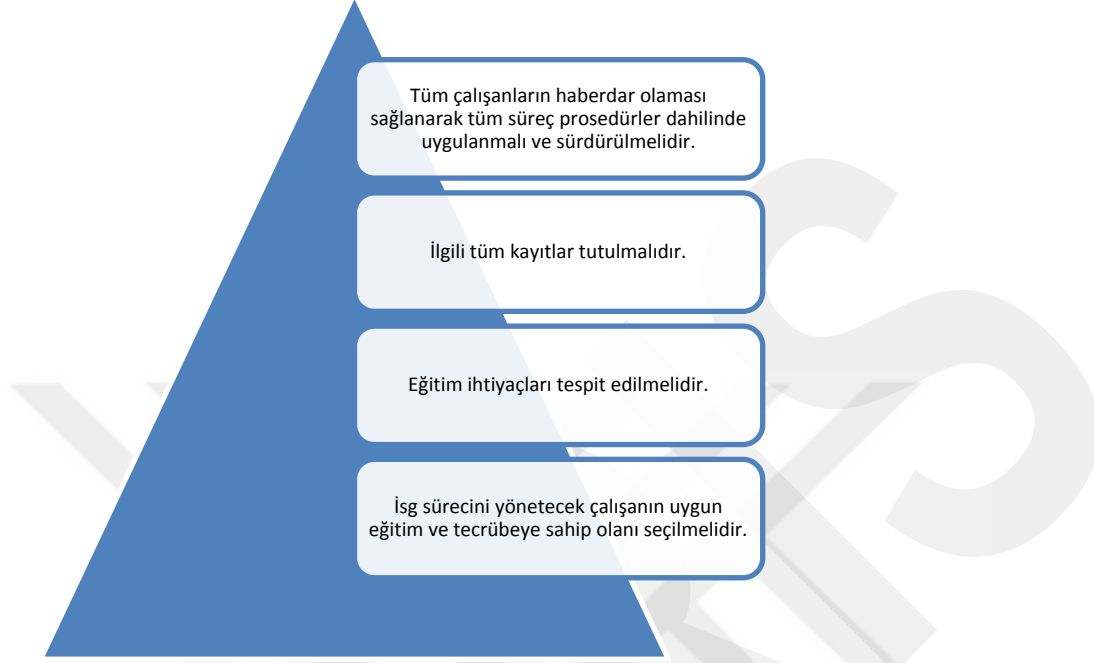 Tüm çalışanların haberdar olaması
sağlanarak tüm süreç prosedürler dahilinde
uygulanmalı ve sürdürülmelidir.
İlgili tüm kayıtlar tutulmalıdır.
Eğitim ihtiyaçları tespit edilmelidir.
İsg sürecini yönetecek çalışanın uygun
eğitim ve tecrübeye sahip olanı seçilmelidir.